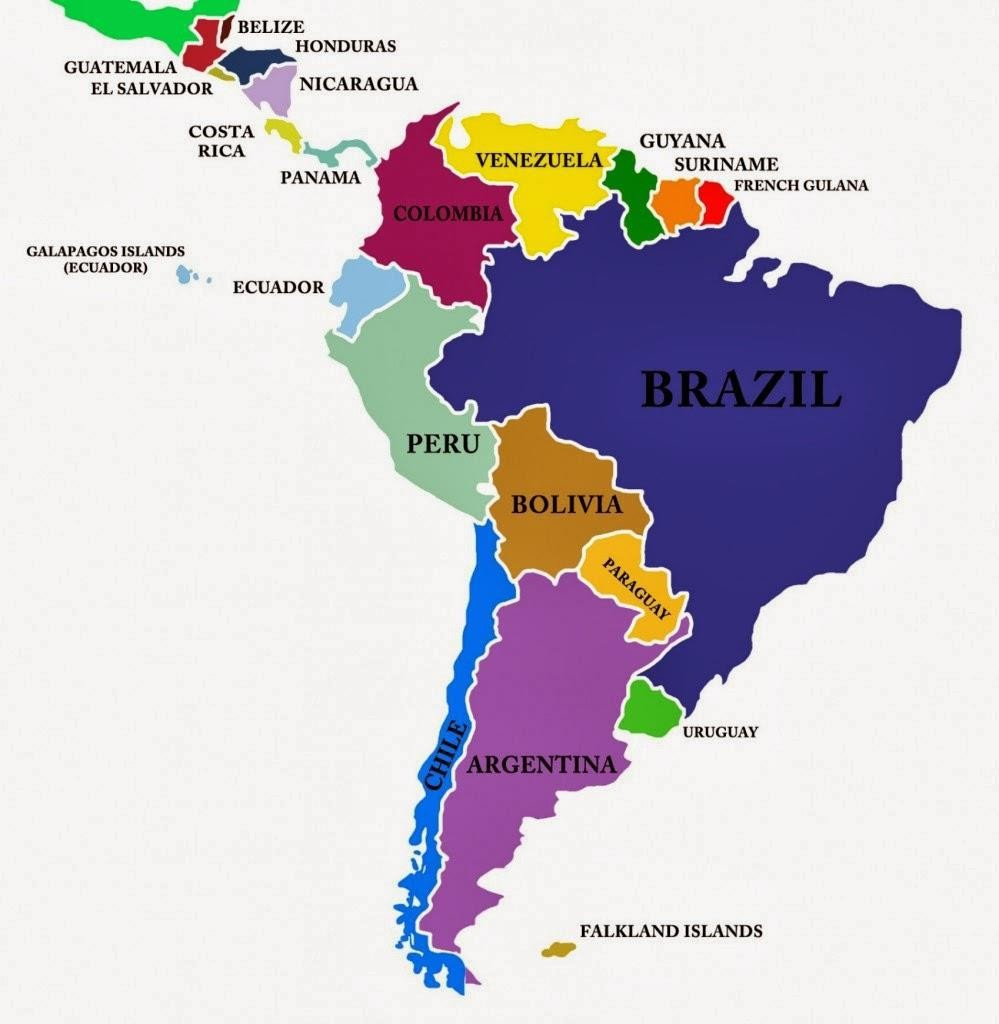 BELIZE
HONDURAS
GUATEMALA
EL SALVADOR
NICARAGUA
COSTA
RICA
PANAMA
VENEZUELA
GUYANA
SURINAME
FRENCH GULANA
COLOMBIA
GALAPAGOS ISLANDS
(ECUADOR)
ECUADOR
BRAZIL
PERU
BOLIVIA
PARAGUAY
URUGUAY
CHILE
ARGENTINA
FALKLAND ISLANDS